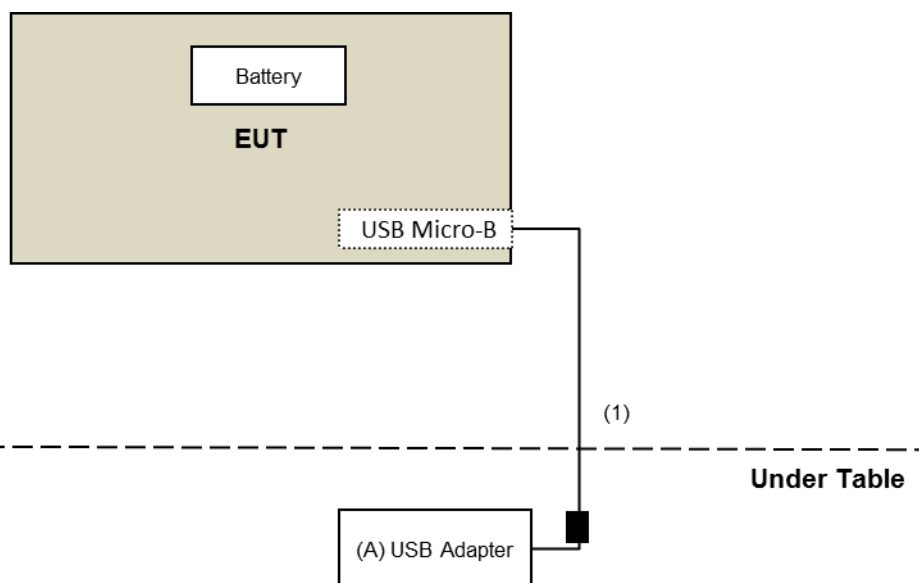 Battery
EUT
USB Micro-B
(1)
Under Table
(A) USB Adapter